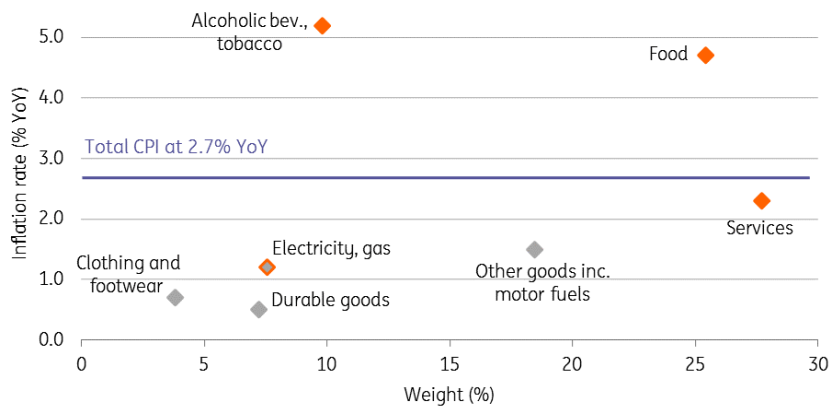 Inflation rate (% YoY)
5.0
4.0
3.0
2.0
1.0
0.0
Alcoholic bev.,
tobacco
Food
Total CPI at 2.7% YoY
Services
Electricity, gas
Clothing and
footwear
Durable goods
Other goods inc.
motor fuels
0
5
10
15
20
25
30
Weight (%)